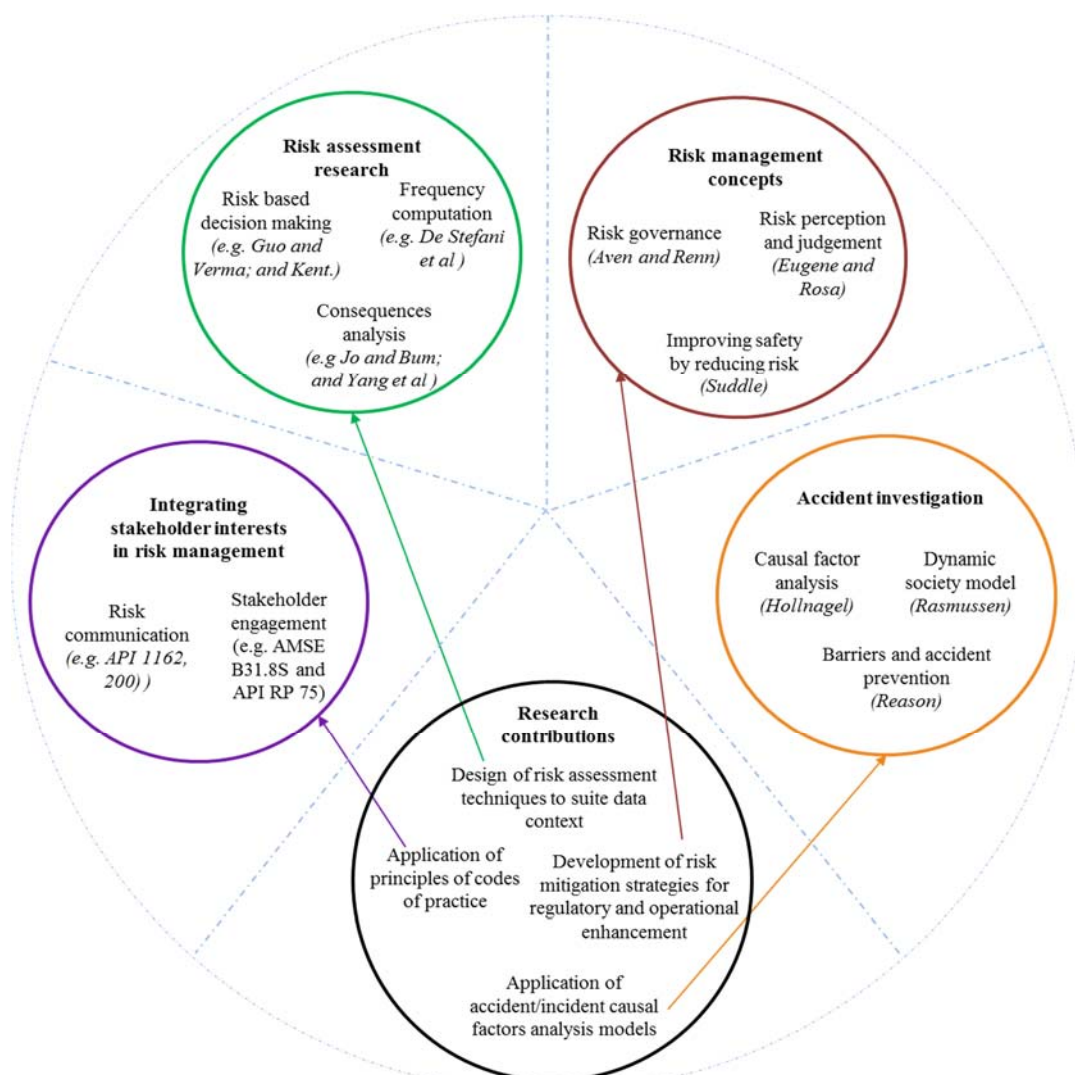 Risk assessment
research
Risk based
decision making
(e.g. Guo and
Verma; and Kent.)
Frequency
computation
(e.g. De Stefani
et al )
Consequences
analysis
(e.g Jo and Bum;
and Yang et al )
Risk management
concepts
Risk governance
(Aven and Renn)
Risk perception
and judgement
(Eugene and
Rosa)
Improving safety
by reducing risk
(Suddle)
Integrating
stakeholder interests
in risk management
Risk
communication
(e.g. API 1162,
200) )
Stakeholder
engagement
(e.g. AMSE
B31.8S and
API RP 75)
Accident investigation
Causal factor
analysis
(Hollnagel)
Dynamic
society model
(Rasmussen)
Barriers and accident
prevention
(Reason)
Research
contributions
Design of risk assessment
techniques to suite data
context
Application of
principles of codes
of practice
Development of risk
mitigation strategies for
regulatory and operational
enhancement
Application of
accident/incident causal
factors analysis models